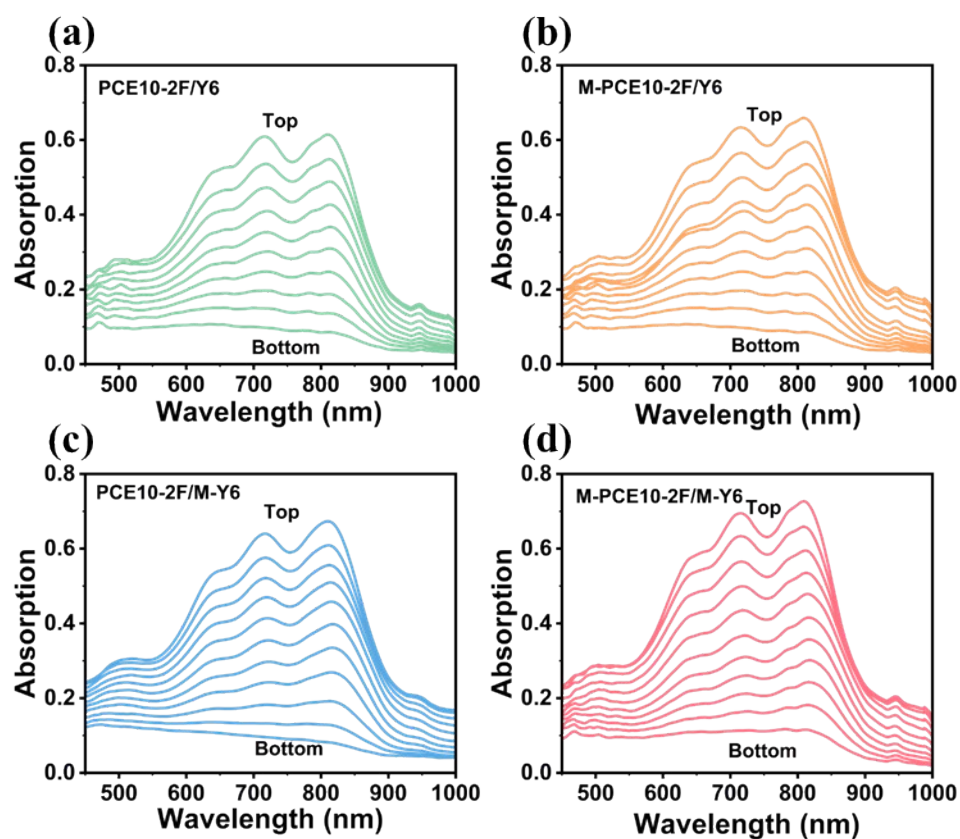 (a)
PCE10-2F/Y6
Top
Bottom
0.8
0.6
0.4
0.2
0.0
Absorption
500 600 700 800 900 1000
Wavelength (nm)
(b)
M-PCE10-2F/Y6
Top
Bottom
0.8
0.6
0.4
0.2
0.0
Absorption
500 600 700 800 900 1000
Wavelength (nm)
(c)
PCE10-2F/M-Y6
Top
Bottom
0.8
0.6
0.4
0.2
0.0
Absorption
500 600 700 800 900 1000
Wavelength (nm)
(d)
M-PCE10-2F/M-Y6
Top
Bottom
0.8
0.6
0.4
0.2
0.0
Absorption
500 600 700 800 900 1000
Wavelength (nm)